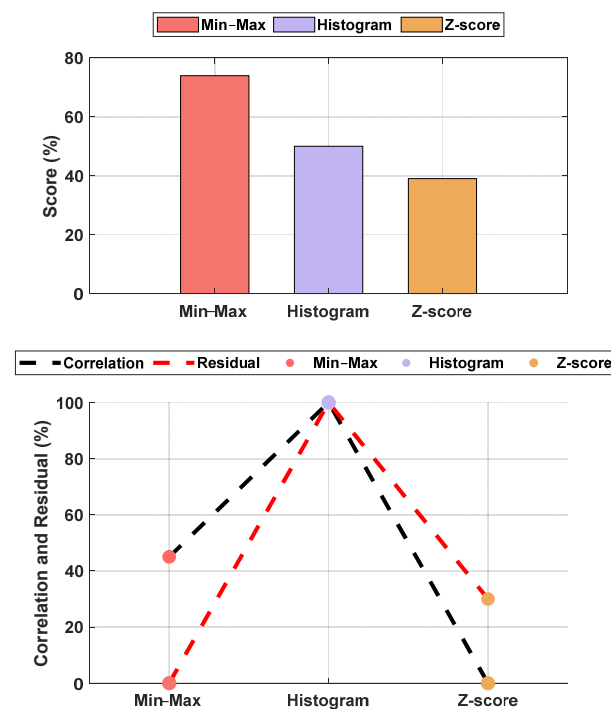 Min–Max Histogram Z-score
80
60
40
20
0
Score (%)
Min–Max Histogram Z-score
Correlation Residual Min–Max Histogram Z-score
100
80
60
40
20
0
Correlation and Residual (%)
Min–Max Histogram Z-score